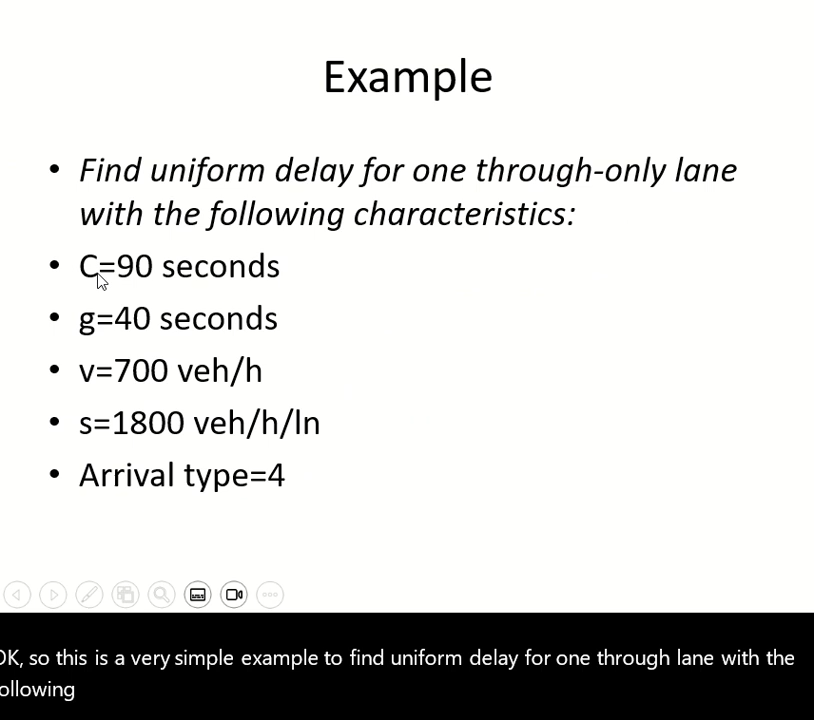 Example
• Find uniform delay for one through-only lane
with the following characteristics:
• C=90 seconds
• g=40 seconds
• v=700 veh/h
• s=1800 veh/h/ln
• Arrival type=4
OK, so this is a very simple example to find uniform delay for one through lane with the
ollowing